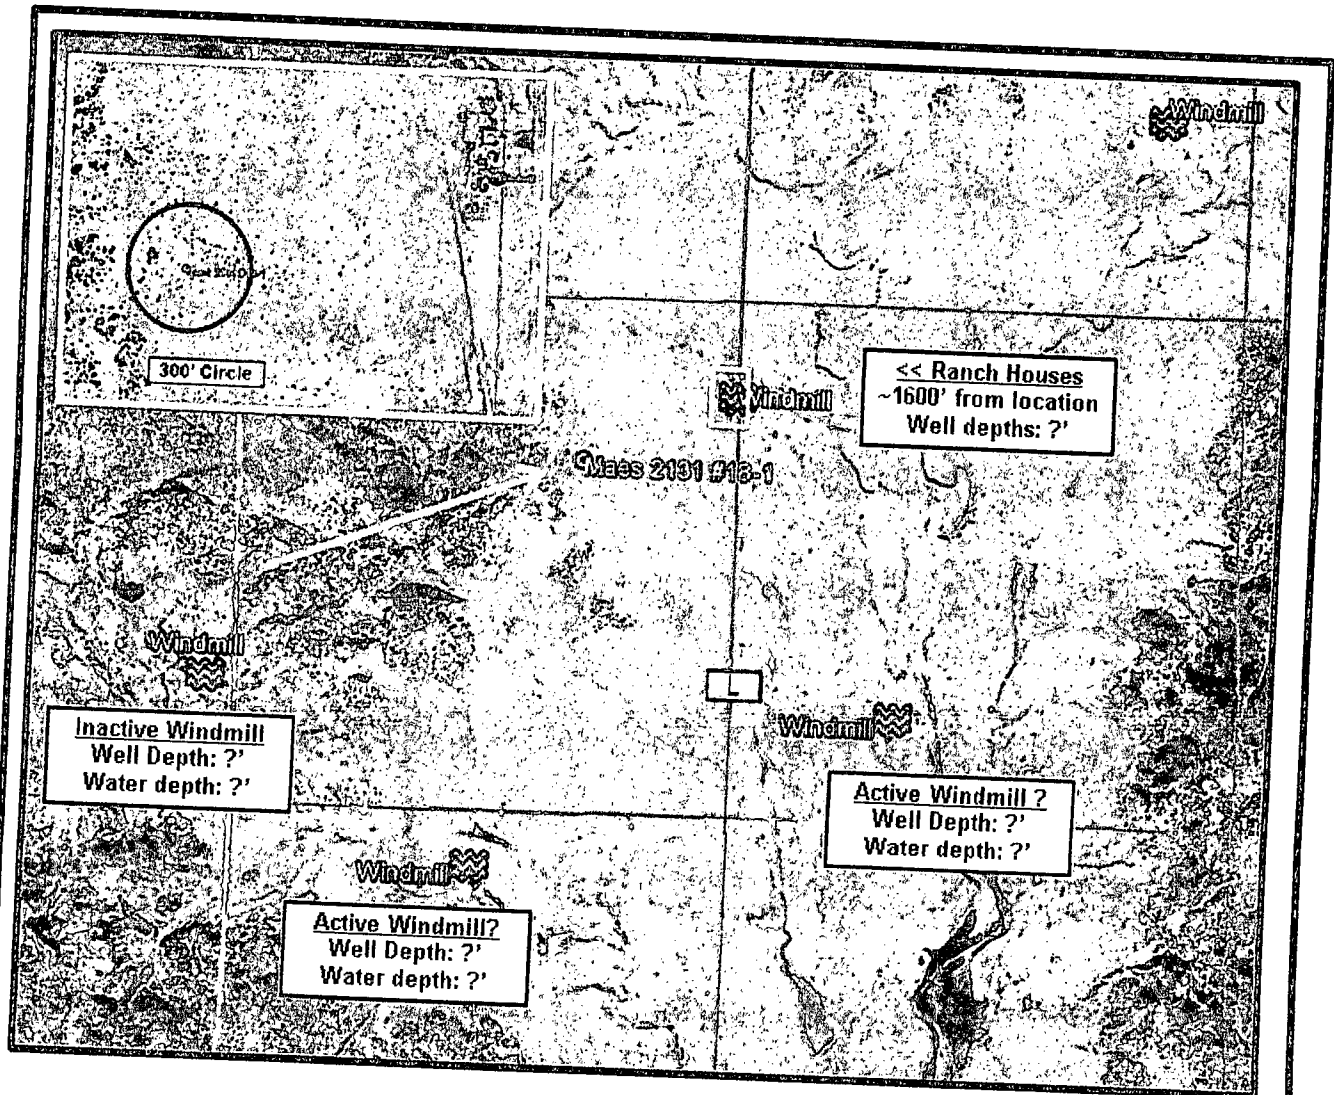 Windmill
300' Circle
<< Ranch Houses
~1600' from location
Well depths: ?'
Windmill
Maes 2131 #18-1
Windmill
Inactive Windmill
Well Depth: ?'
Water depth: ?'
L
Windmill
Active Windmill ?
Well Depth: ?'
Water depth: ?'
Windmill
Active Windmill?
Well Depth: ?'
Water depth: ?'